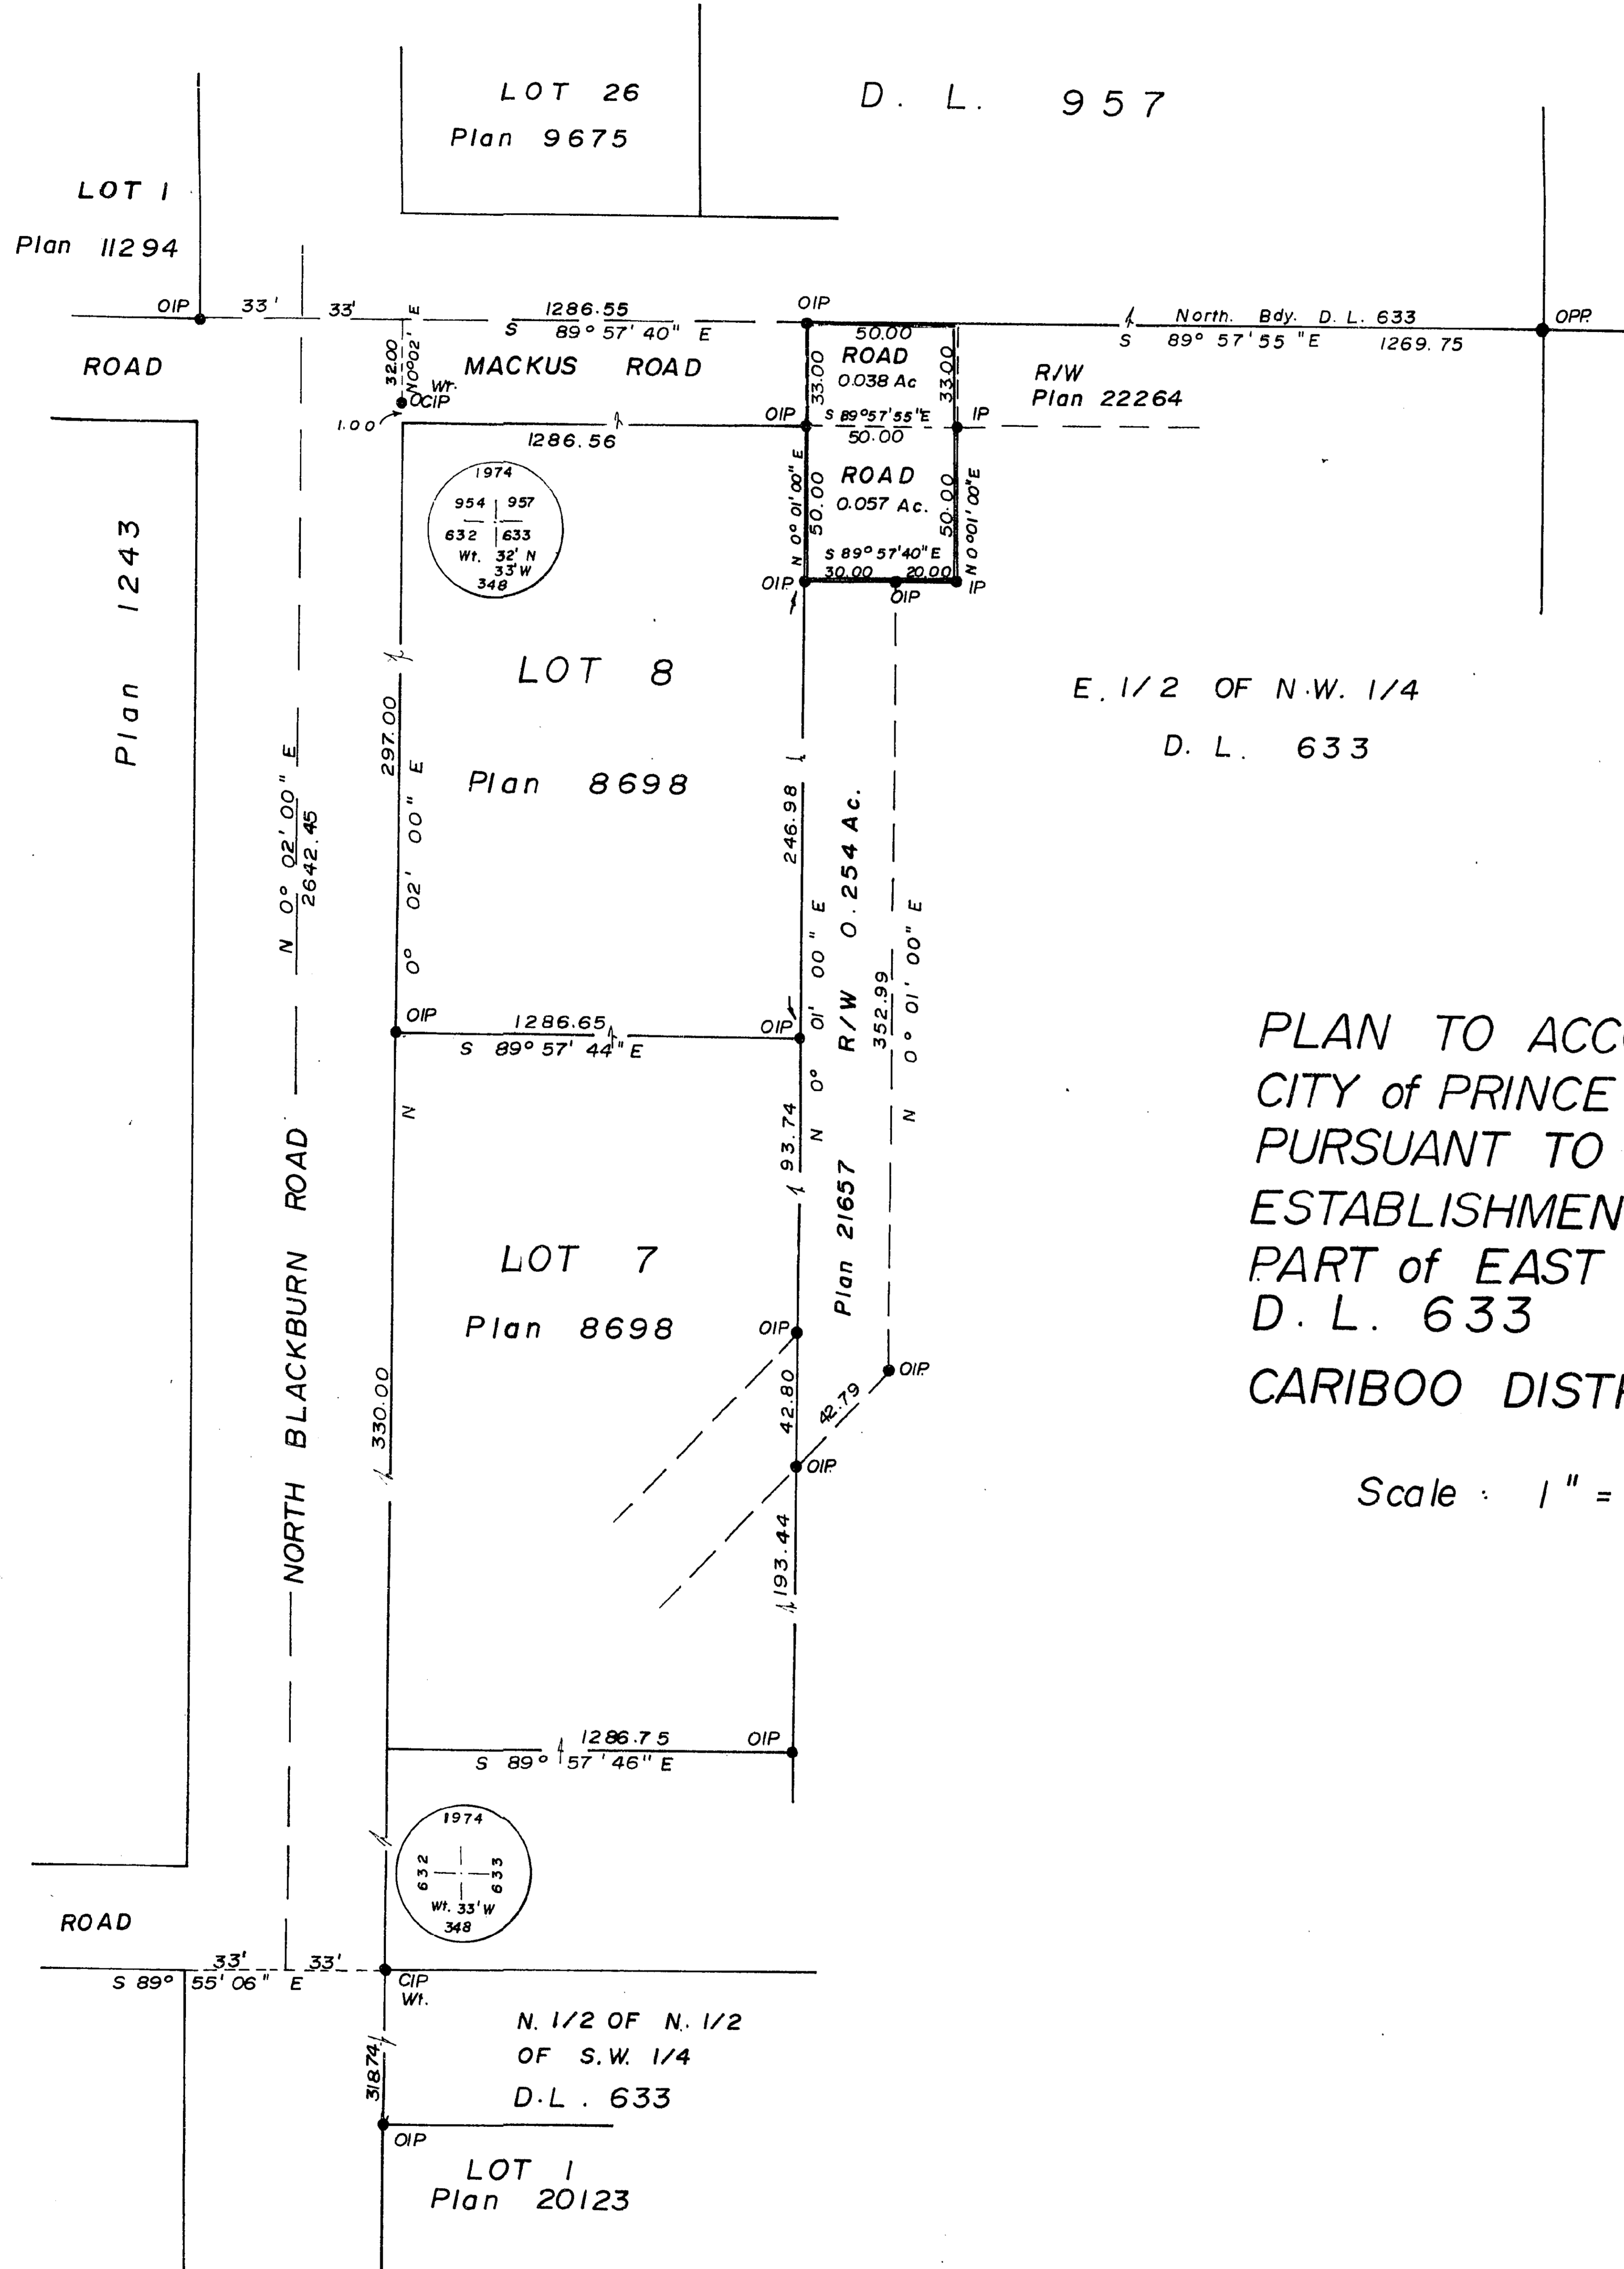 LOT 26
Plan 9675
D. L. 957
LOT 1
Plan 11294
OIP
33'
33'
1286.55
S 89° 57' 40" E
OIP
50.00
North. Bdy. D. L. 633
S 89° 57' 55" E 1269.75
OPP.
ROAD
32.00
N 0° 02' E
Wt.
OCIP
1.00'
MACKUS ROAD
33.00
ROAD
0.038 Ac
33.00
R/W
Plan 22264
1286.56
OIP
S 89° 57' 55" E
50.00
IP
1974
954 957
632 633
Wt. 32' N
33' W
348
N 0° 01' 00" E
50.00
ROAD
0.057 Ac.
50.00
N 0° 01' 00" E
S 89° 57' 40" E
30.00 20.00
OIP
OIP
IP
Plan 1243
LOT 8
Plan 8698
297.00
N 0° 02' 00" E
N 0° 02' 00" E
2642.45
246.98
E. 1/2 OF N.W. 1/4
D. L. 633
N 0° 01' 00" E
Plan 21657 R/W 0.254 Ac.
352.99
N 0° 01' 00" E
OIP
1286.65
S 89° 57' 44" E
OIP
93.74
NORTH BLACKBURN ROAD
LOT 7
Plan 8698
OIP
330.00
42.80
42.79
OIP
OIP
193.44
PLAN TO ACC
CITY of PRINCE
PURSUANT TO
ESTABLISHMEN
PART of EAST
D. L. 633
CARIBOO DIST
Scale : 1" =
1286.75
S 89° 57' 46" E
OIP
1974
632 633
Wt. 33' W
348
ROAD
33' 33'
S 89° 55' 06" E
CIP
Wt.
N. 1/2 OF N. 1/2
OF S.W. 1/4
D.L. 633
318.74
OIP
LOT 1
Plan 20123